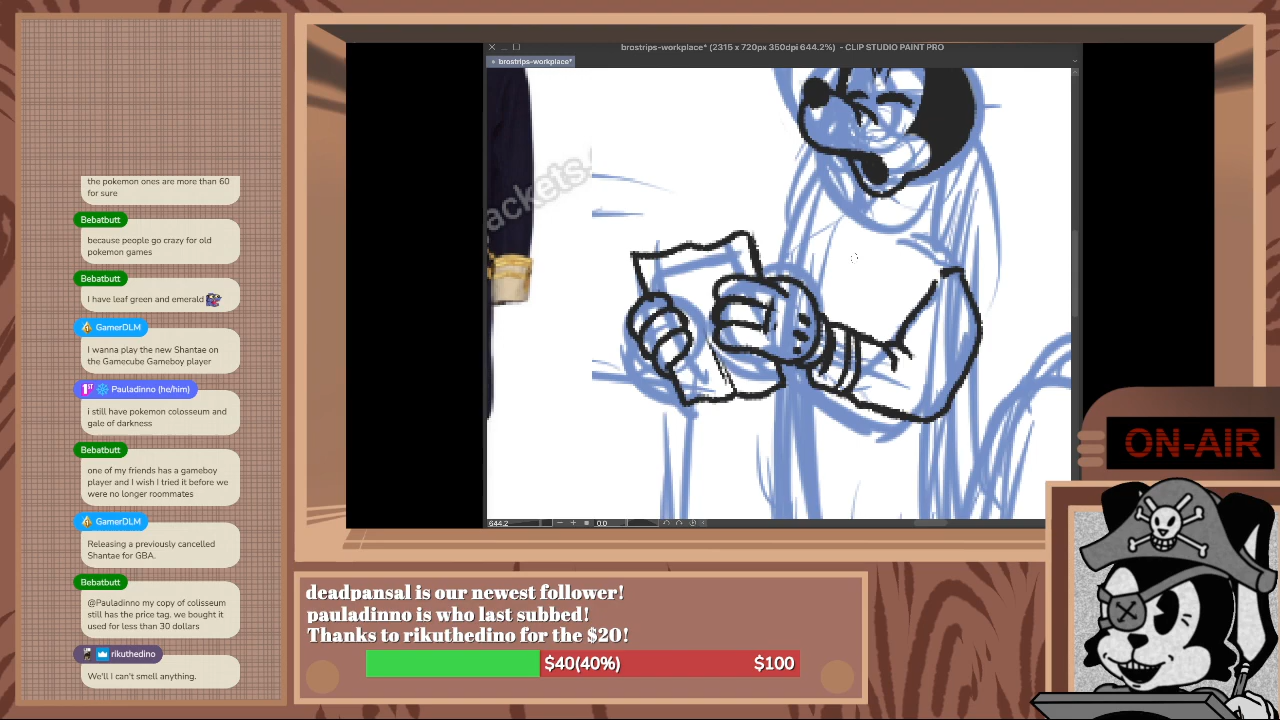 the pokemon ones are more than 60
for sure
Bebatbutt
because people go crazy for old
pokemon games
Bebatbutt
I have leaf green and emerald
GamerDLM
I wanna play the new Shantae on
the Gamecube Gameboy player
Pauladinno (he/him)
i still have pokemon colosseum and
gale of darkness
Bebatbutt
one of my friends has a gameboy
player and I wish I tried it before we
were no longer roommates
GamerDLM
Releasing a previously cancelled
Shantae for GBA.
Bebatbutt
@Pauladinno my copy of colisseum
still has the price tag, we bought it
used for less than 30 dollars
rikuthedino
We'll I can't smell anything.
brostrips-workplace* (2315 x 720px 350dpi 644.2%) - CLIP STUDIO PAINT PRO
brostrips-workplace*
ackets.
644.2
0.0
ON-AIR
deadpansal is our newest follower!
pauladinno is who last subbed!
Thanks to rikuthedino for the $20!
$40(40%) $100